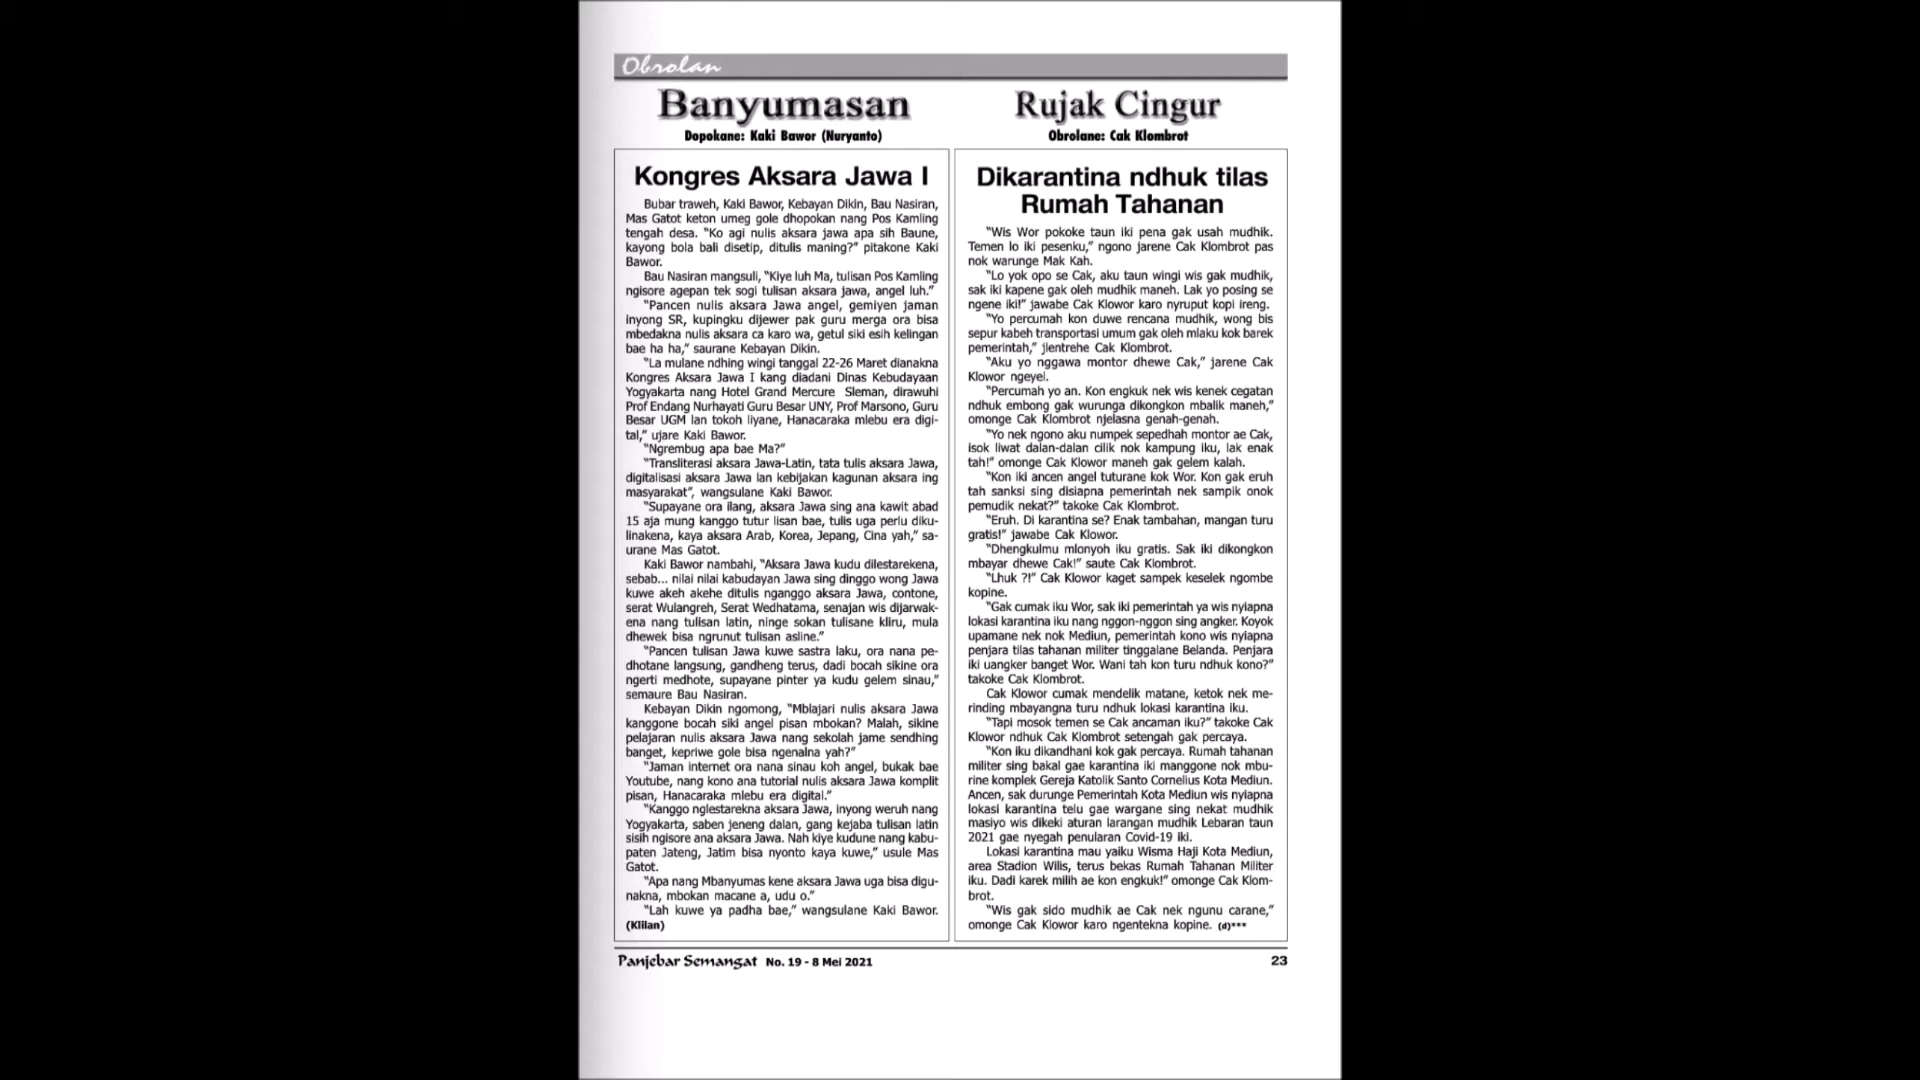 Obrolan
Banyumasan
Dopokane: Kaki Bawor (Nuryanto)
Kongres Aksara Jawa I
Bubar traweh, Kaki Bawor, Kebayan Dikin, Bau Nasiran,
Mas Gatot keton umeg gole dhopokan nang Pos Kamling
tengah desa. “Ko agi nulis aksara jawa apa sih Baune,
kayong bola bali disetip, ditulis maning?” pitakone Kaki
Bawor.
Bau Nasiran mangsuli, “Kiye luh Ma, tulisan Pos Kamling
ngisore agepan tek sogi tulisan aksara jawa, angel luh.”
“Pancen nulis aksara Jawa angel, gemiyen jaman
inyong SR, kupingku dijewer pak guru merga ora bisa
mbedakna nulis aksara ca karo wa, getul siki esih kelingan
bae ha ha,” saurane Kebayan Dikin.
“La mulane ndhing wingi tanggal 22-26 Maret dianakna
Kongres Aksara Jawa I kang diadani Dinas Kebudayaan
Yogyakarta nang Hotel Grand Mercure Sleman, dirawuhi
Prof Endang Nurhayati Guru Besar UNY, Prof Marsono, Guru
Besar UGM lan tokoh liyane, Hanacaraka mlebu era digi-
tal,” ujare Kaki Bawor.
“Ngrembug apa bae Ma?”
“Transliterasi aksara Jawa-Latin, tata tulis aksara Jawa,
digitalisasi aksara Jawa lan kebijakan kagunan aksara ing
masyarakat”, wangsulane Kaki Bawor.
“Supayane ora ilang, aksara Jawa sing ana kawit abad
15 aja mung kanggo tutur lisan bae, tulis uga perlu diku-
linakena, kaya aksara Arab, Korea, Jepang, Cina yah,” sa-
urane Mas Gatot.
Kaki Bawor nambahi, “Aksara Jawa kudu dilestarekena,
sebab... nilai nilai kabudayan Jawa sing dinggo wong Jawa
kuwe akeh akehe ditulis nganggo aksara Jawa, contone,
serat Wulangreh, Serat Wedhatama, senajan wis dijarwak-
ena nang tulisan latin, ninge sokan tulisane kliru, mula
dhewek bisa ngrunut tulisan asline.”
“Pancen tulisan Jawa kuwe sastra laku, ora nana pe-
dhotane langsung, gandheng terus, dadi bocah sikine ora
ngerti medhote, supayane pinter ya kudu gelem sinau,”
semaure Bau Nasiran.
Kebayan Dikin ngomong, “Mblajari nulis aksara Jawa
kanggone bocah siki angel pisan mbokan? Malah, sikine
pelajaran nulis aksara Jawa nang sekolah jame sendhing
banget, kepriwe gole bisa ngenalna yah?”
“Jaman internet ora nana sinau koh angel, bukak bae
Youtube, nang kono ana tutorial nulis aksara Jawa komplit
pisan, Hanacaraka mlebu era digital.”
“Kanggo nglestarekna aksara Jawa, inyong weruh nang
Yogyakarta, saben jeneng dalan, gang kejaba tulisan latin
sisih ngisore ana aksara Jawa. Nah kiye kudune nang kabu-
paten Jateng, Jatim bisa nyonto kaya kuwe,” usule Mas
Gatot.
“Apa nang Mbanyumas kene aksara Jawa uga bisa digu-
nakna, mbokan macane a, udu o.”
“Lah kuwe ya padha bae,” wangsulane Kaki Bawor.
(Klilan)
Rujak Cingur
Obrolane: Cak Klombrot
Dikarantina ndhuk tilas
Rumah Tahanan
“Wis Wor pokoke taun iki pena gak usah mudhik.
Temen lo iki pesenku,” ngono jarene Cak Klombrot pas
nok warunge Mak Kah.
“Lo yok opo se Cak, aku taun wingi wis gak mudhik,
sak iki kapene gak oleh mudhik maneh. Lak yo posing se
ngene iki!” jawabe Cak Klowor karo nyruput kopi ireng.
“Yo percumah kon duwe rencana mudhik, wong bis
sepur kabeh transportasi umum gak oleh mlaku kok barek
pemerintah,” jlentrehe Cak Klombrot.
“Aku yo nggawa montor dhewe Cak,” jarene Cak
Klowor ngeyel.
“Percumah yo an. Kon engkuk nek wis kenek cegatan
ndhuk embong gak wurunga dikongkon mbalik maneh,”
omonge Cak Klombrot njelasna genah-genah.
“Yo nek ngono aku numpek sepedhah montor ae Cak,
isok liwat dalan-dalan cilik nok kampung iku, lak enak
tah!” omonge Cak Klowor maneh gak gelem kalah.
“Kon iki ancen angel tuturane kok Wor. Kon gak eruh
tah sanksi sing disiapna pemerintah nek sampik onok
pemudik nekat?” takoke Cak Klombrot.
“Eruh. Di karantina se? Enak tambahan, mangan turu
gratis!” jawabe Cak Klowor.
“Dhengkulmu mlonyoh iku gratis. Sak iki dikongkon
mbayar dhewe Cak!” saute Cak Klombrot.
“Lhuk ?!” Cak Klowor kaget sampek keselek ngombe
kopine.
“Gak cumak iku Wor, sak iki pemerintah ya wis nyiapna
lokasi karantina iku nang nggon-nggon sing angker. Koyok
upamane nek nok Mediun, pemerintah kono wis nyiapna
penjara tilas tahanan militer tinggalane Belanda. Penjara
iki uangker banget Wor. Wani tah kon turu ndhuk kono?”
takoke Cak Klombrot.
Cak Klowor cumak mendelik matane, ketok nek me-
rinding mbayangna turu ndhuk lokasi karantina iku.
“Tapi mosok temen se Cak ancaman iku?” takoke Cak
Klowor ndhuk Cak Klombrot setengah gak percaya.
“Kon iku dikandhani kok gak percaya. Rumah tahanan
militer sing bakal gae karantina iki manggone nok mbu-
rine komplek Gereja Katolik Santo Cornelius Kota Mediun.
Ancen, sak durunge Pemerintah Kota Mediun wis nyiapna
lokasi karantina telu gae wargane sing nekat mudhik
masiyo wis dikeki aturan larangan mudhik Lebaran taun
2021 gae nyegah penularan Covid-19 iki.
Lokasi karantina mau yaiku Wisma Haji Kota Mediun,
area Stadion Wilis, terus bekas Rumah Tahanan Militer
iku. Dadi karek milih ae kon engkuk!” omonge Cak Klom-
brot.
“Wis gak sido mudhik ae Cak nek ngunu carane,”
omonge Cak Klowor karo ngentekna kopine. (d)***
Panjebar Semangat No. 19 - 8 Mei 2021
23